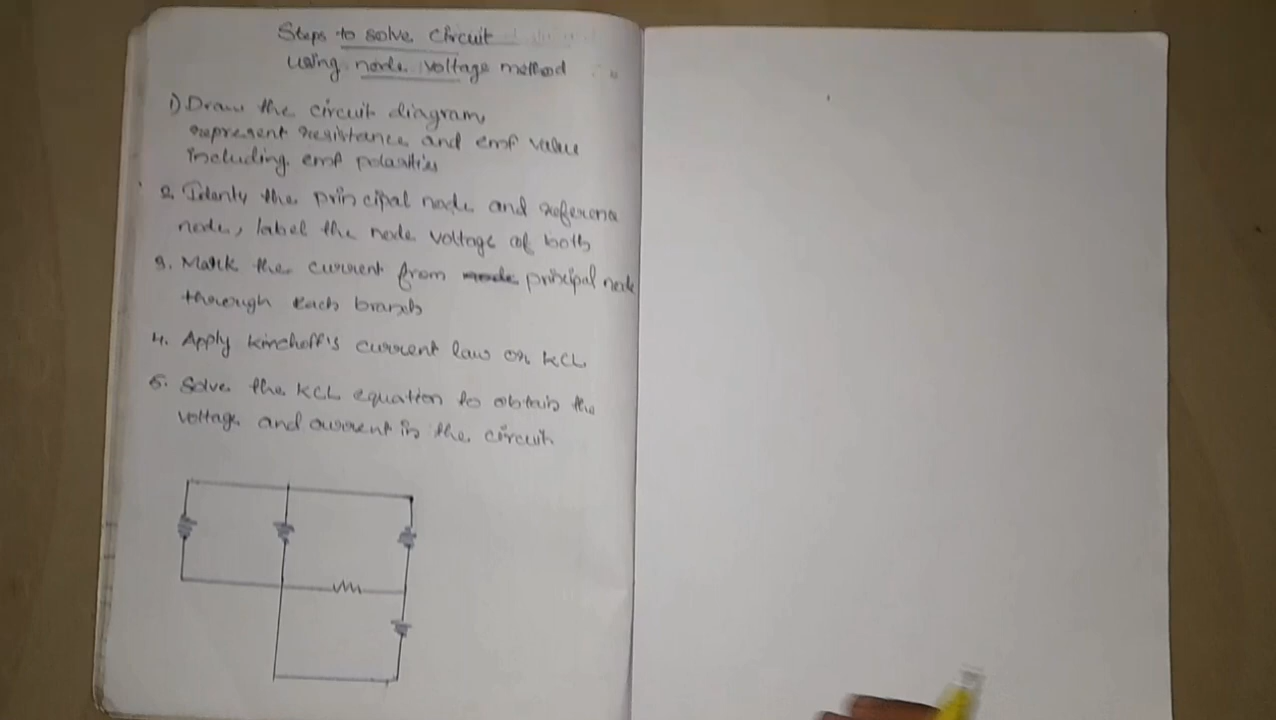 Steps to solve circuit
using node voltage method
1) Draw the circuit diagram,
represent resistance and emf value
including emf polarities
2. Idenly the principal node and reference
node, label the node voltage of both
3. Mark the current from principal node
through each branch
4. Apply kirchoff's current law or KCL
5. Solve the KCL equation to obtain the
voltage and current in the circuit